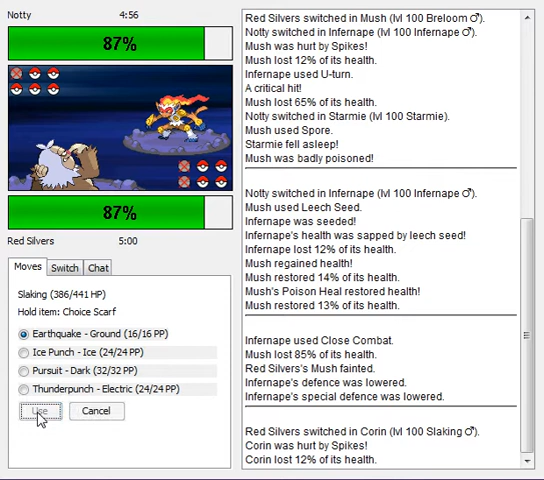 Notty 4:56
87%
87%
Red Silvers 5:00
Moves Switch Chat
Slaking (386/441 HP)
Hold item: Choice Scarf
Earthquake - Ground (16/16 PP)
Ice Punch - Ice (24/24 PP)
Pursuit - Dark (32/32 PP)
Thunderpunch - Electric (24/24 PP)
Use Cancel
Red Silvers switched in Mush (lvl 100 Breloom ♂).
Notty switched in Infernape (lvl 100 Infernape ♂).
Mush was hurt by Spikes!
Mush lost 12% of its health.
Infernape used U-turn.
A critical hit!
Mush lost 65% of its health.
Notty switched in Starmie (lvl 100 Starmie).
Mush used Spore.
Starmie fell asleep!
Mush was badly poisoned!
Notty switched in Infernape (lvl 100 Infernape ♂).
Mush used Leech Seed.
Infernape was seeded!
Infernape's health was sapped by leech seed!
Infernape lost 12% of its health.
Mush regained health!
Mush restored 14% of its health.
Mush's Poison Heal restored health!
Mush restored 13% of its health.
Infernape used Close Combat.
Mush lost 85% of its health.
Red Silvers's Mush fainted.
Infernape's defence was lowered.
Infernape's special defence was lowered.
Red Silvers switched in Corin (lvl 100 Slaking ♂).
Corin was hurt by Spikes!
Corin lost 12% of its health.